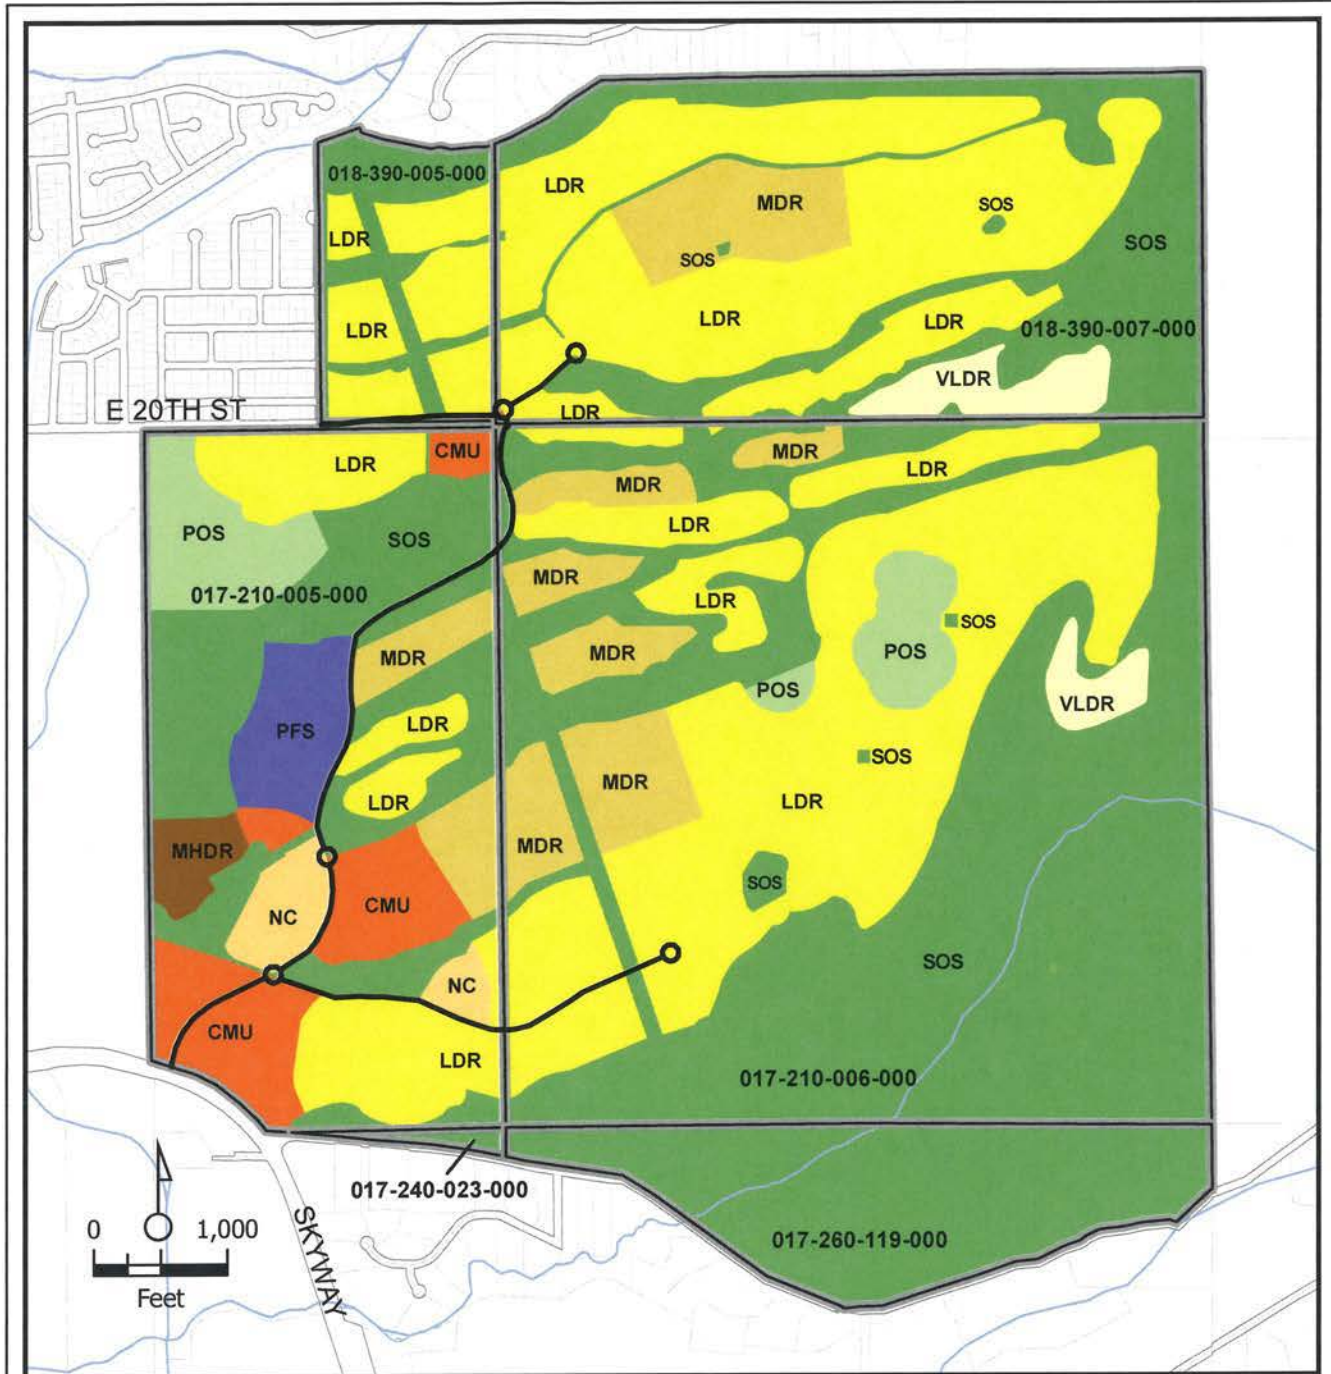 018-390-005-000
LDR
MDR
SOS
LDR
SOS
SOS
LDR
LDR
LDR
018-390-007-000
VLDR
E 20TH ST
LDR
CMU
LDR
MDR
LDR
MDR
LDR
POS
SOS
MDR
017-210-005-000
LDR
SOS
MDR
MDR
POS
POS
VLDR
PFS
LDR
SOS
MDR
LDR
LDR
MHDR
MDR
SOS
NC
CMU
SOS
NC
CMU
LDR
017-210-006-000
017-240-023-000
0
1,000
Feet
SKYWAY
017-260-119-000